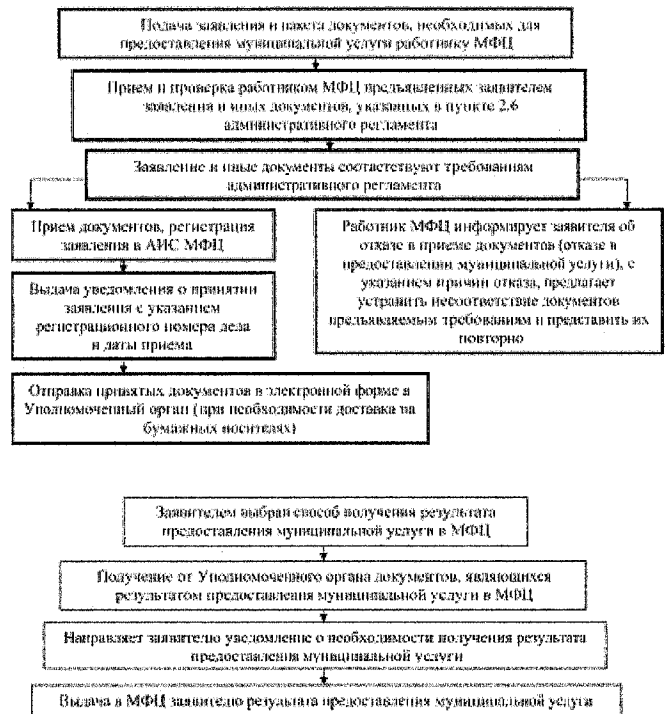 Подача заявления и пакета документов, необходимых для
предоставления муниципальной услуги работнику МФЦ
Прием и проверка работником МФЦ предъявленных заявителем
заявления и иных документов, указанных в пункте 2.6
административного регламента
Заявление и иные документы соответствуют требованиям
административного регламента
Прием документов, регистрация
заявления в АИС МФЦ
Выдача уведомления о принятии
заявления с указанием
регистрационного номера дела
и даты приема
Отправка принятых документов в электронной форме в
Уполномоченный орган (при необходимости доставка на
бумажных носителях)
Работник МФЦ информирует заявителя об
отказе в приеме документов (отказе в
предоставлении муниципальной услуги), с
указанием причин отказа, предлагает
устранить несоответствие документов
предъявляемым требованиям и представить их
повторно
Заявителем выбран способ получения результата
предоставления муниципальной услуги в МФЦ
Получение от Уполномоченного органа документов, являющихся
результатом предоставления муниципальной услуги в МФЦ
Направляет заявителю уведомление о необходимости получения результата
предоставления муниципальной услуги
Выдача в МФЦ заявителю результата предоставления муниципальной услуги